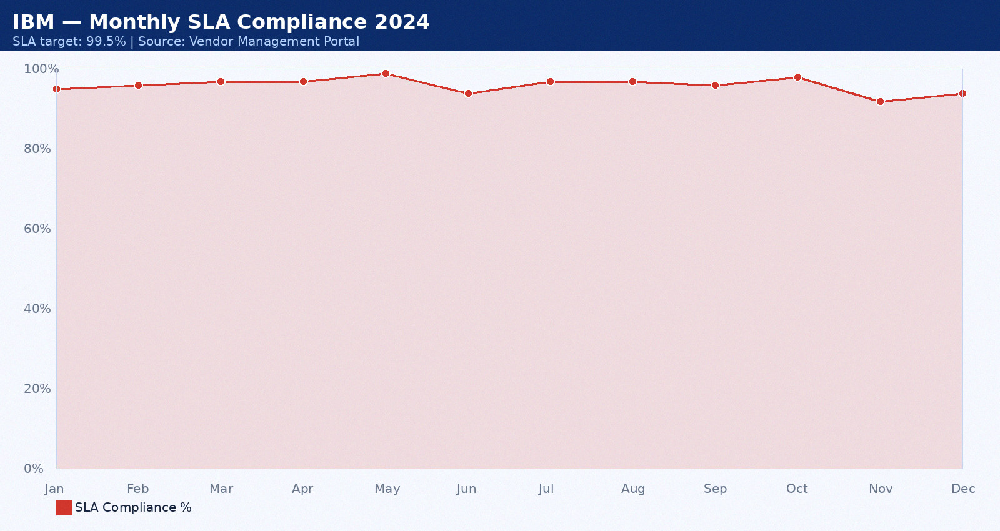 IBM — Monthly SLA Compliance 2024
SLA target: 99.5% | Source: Vendor Management Portal
100%
80%
60%
40%
20%
0%
Jan Feb Mar Apr May Jun Jul Aug Sep Oct Nov Dec
SLA Compliance %